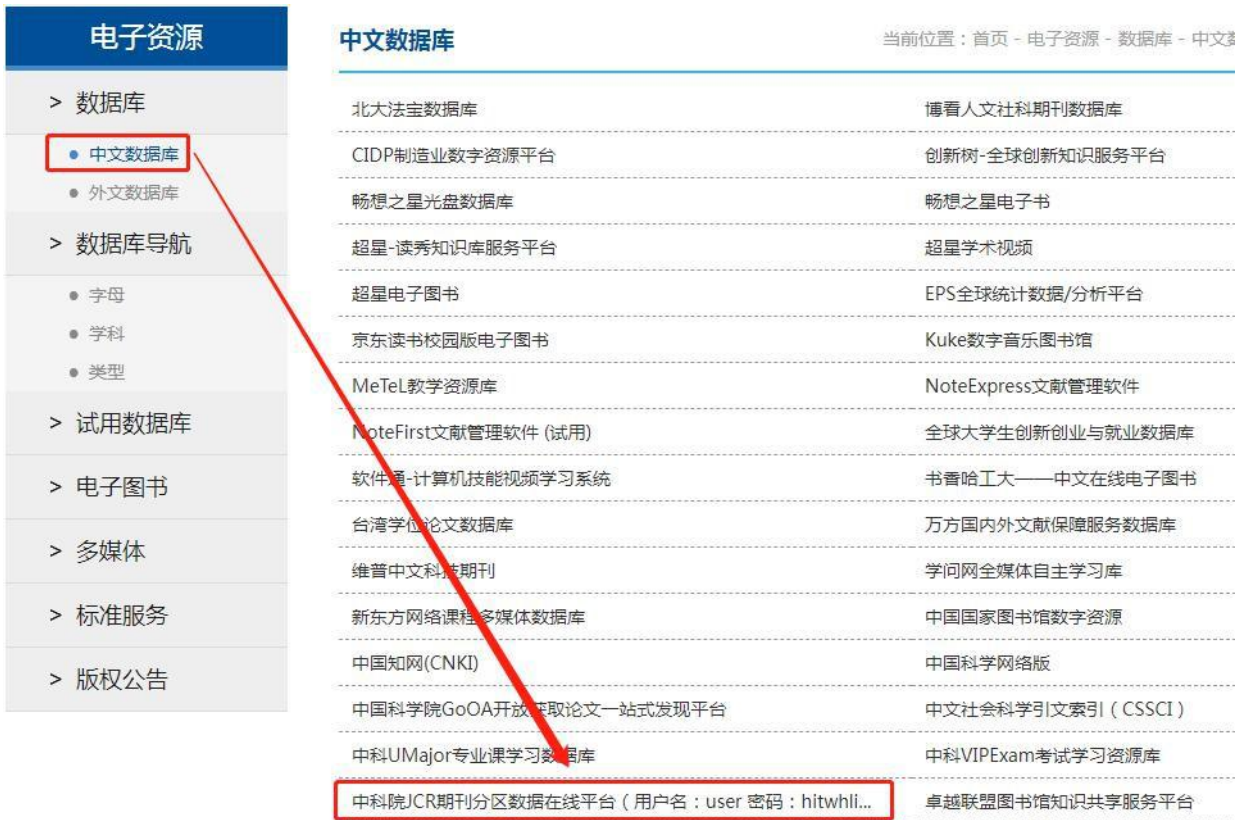 电子资源
> 数据库
● 中文数据库
● 外文数据库
> 数据库导航
● 字母
● 学科
● 类型
> 试用数据库
> 电子图书
> 多媒体
> 标准服务
> 版权公告
中文数据库
当前位置：首页 - 电子资源 - 数据库 - 中文数
北大法宝数据库
博看人文社科期刊数据库
CIDP制造业数字资源平台
创新树-全球创新知识服务平台
畅想之星光盘数据库
畅想之星电子书
超星-读秀知识库服务平台
超星学术视频
超星电子图书
EPS全球统计数据/分析平台
京东读书校园版电子图书
Kuke数字音乐图书馆
MeTeL教学资源库
NoteExpress文献管理软件
NoteFirst文献管理软件 (试用)
全球大学生创新创业与就业数据库
软件通-计算机技能视频学习系统
书香哈工大——中文在线电子图书
台湾学位论文数据库
万方国内外文献保障服务数据库
维普中文科技期刊
学问网全媒体自主学习库
新东方网络课程多媒体数据库
中国国家图书馆数字资源
中国知网(CNKI)
中国科学网络版
中国科学院GoOA开放获取论文一站式发现平台
中文社会科学引文索引（CSSCI）
中科UMajor专业课学习数据库
中科VIPExam考试学习资源库
中科院JCR期刊分区数据在线平台（用户名：user 密码：hitwhli...
卓越联盟图书馆知识共享服务平台